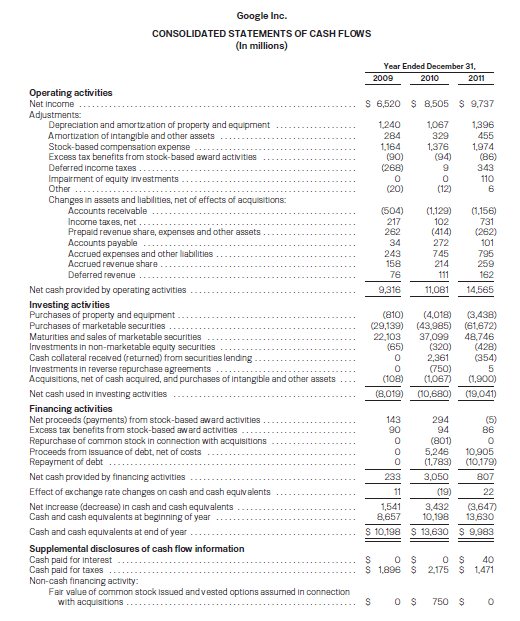 Google Inc.
CONSOLIDATED STATEMENTS OF CASH FLOWS
(In millions)
Year Ended December 31,
2009 2010 2011
Operating activities
Net income $ 6,520 $ 8,505 $ 9,737
Adjustments:
Depreciation and amortization of property and equipment 1,240 1,067 1,396
Amortization of intangible and other assets 284 329 455
Stock-based compensation expense 1,164 1,376 1,974
Excess tax benefits from stock-based award activities (90) (94) (86)
Deferred income taxes (268) 9 343
Impairment of equity investments 0 0 110
Other (20) (12) 6
Changes in assets and liabilities, net of effects of acquisitions:
Accounts receivable (504) (1,129) (1,156)
Income taxes, net 217 102 731
Prepaid revenue share, expenses and other assets 262 (414) (262)
Accounts payable 34 272 101
Accrued expenses and other liabilities 243 745 795
Accrued revenue share 158 214 259
Deferred revenue 76 111 162
Net cash provided by operating activities 9,316 11,081 14,565
Investing activities
Purchases of property and equipment (810) (4,018) (3,438)
Purchases of marketable securities (29,139) (43,985) (61,672)
Maturities and sales of marketable securities 22,103 37,099 48,746
Investments in non-marketable equity securities (65) (320) (428)
Cash collateral received (returned) from securities lending 0 2,361 (354)
Investments in reverse repurchase agreements 0 (750) 5
Acquisitions, net of cash acquired, and purchases of intangible and other assets (108) (1,067) (1,900)
Net cash used in investing activities (8,019) (10,680) (19,041)
Financing activities
Net proceeds (payments) from stock-based award activities 143 294 (5)
Excess tax benefits from stock-based award activities 90 94 86
Repurchase of common stock in connection with acquisitions 0 (801) 0
Proceeds from issuance of debt, net of costs 0 5,246 10,905
Repayment of debt 0 (1,783) (10,179)
Net cash provided by financing activities 233 3,050 807
Effect of exchange rate changes on cash and cash equivalents 11 (19) 22
Net increase (decrease) in cash and cash equivalents 1,541 3,432 (3,647)
Cash and cash equivalents at beginning of year 8,657 10,198 13,630
Cash and cash equivalents at end of year $ 10,198 $ 13,630 $ 9,983
Supplemental disclosures of cash flow information
Cash paid for interest $ 0 $ 0 $ 40
Cash paid for taxes $ 1,896 $ 2,175 $ 1,471
Non-cash financing activity:
Fair value of common stock issued and vested options assumed in connection
with acquisitions $ 0 $ 750 $ 0